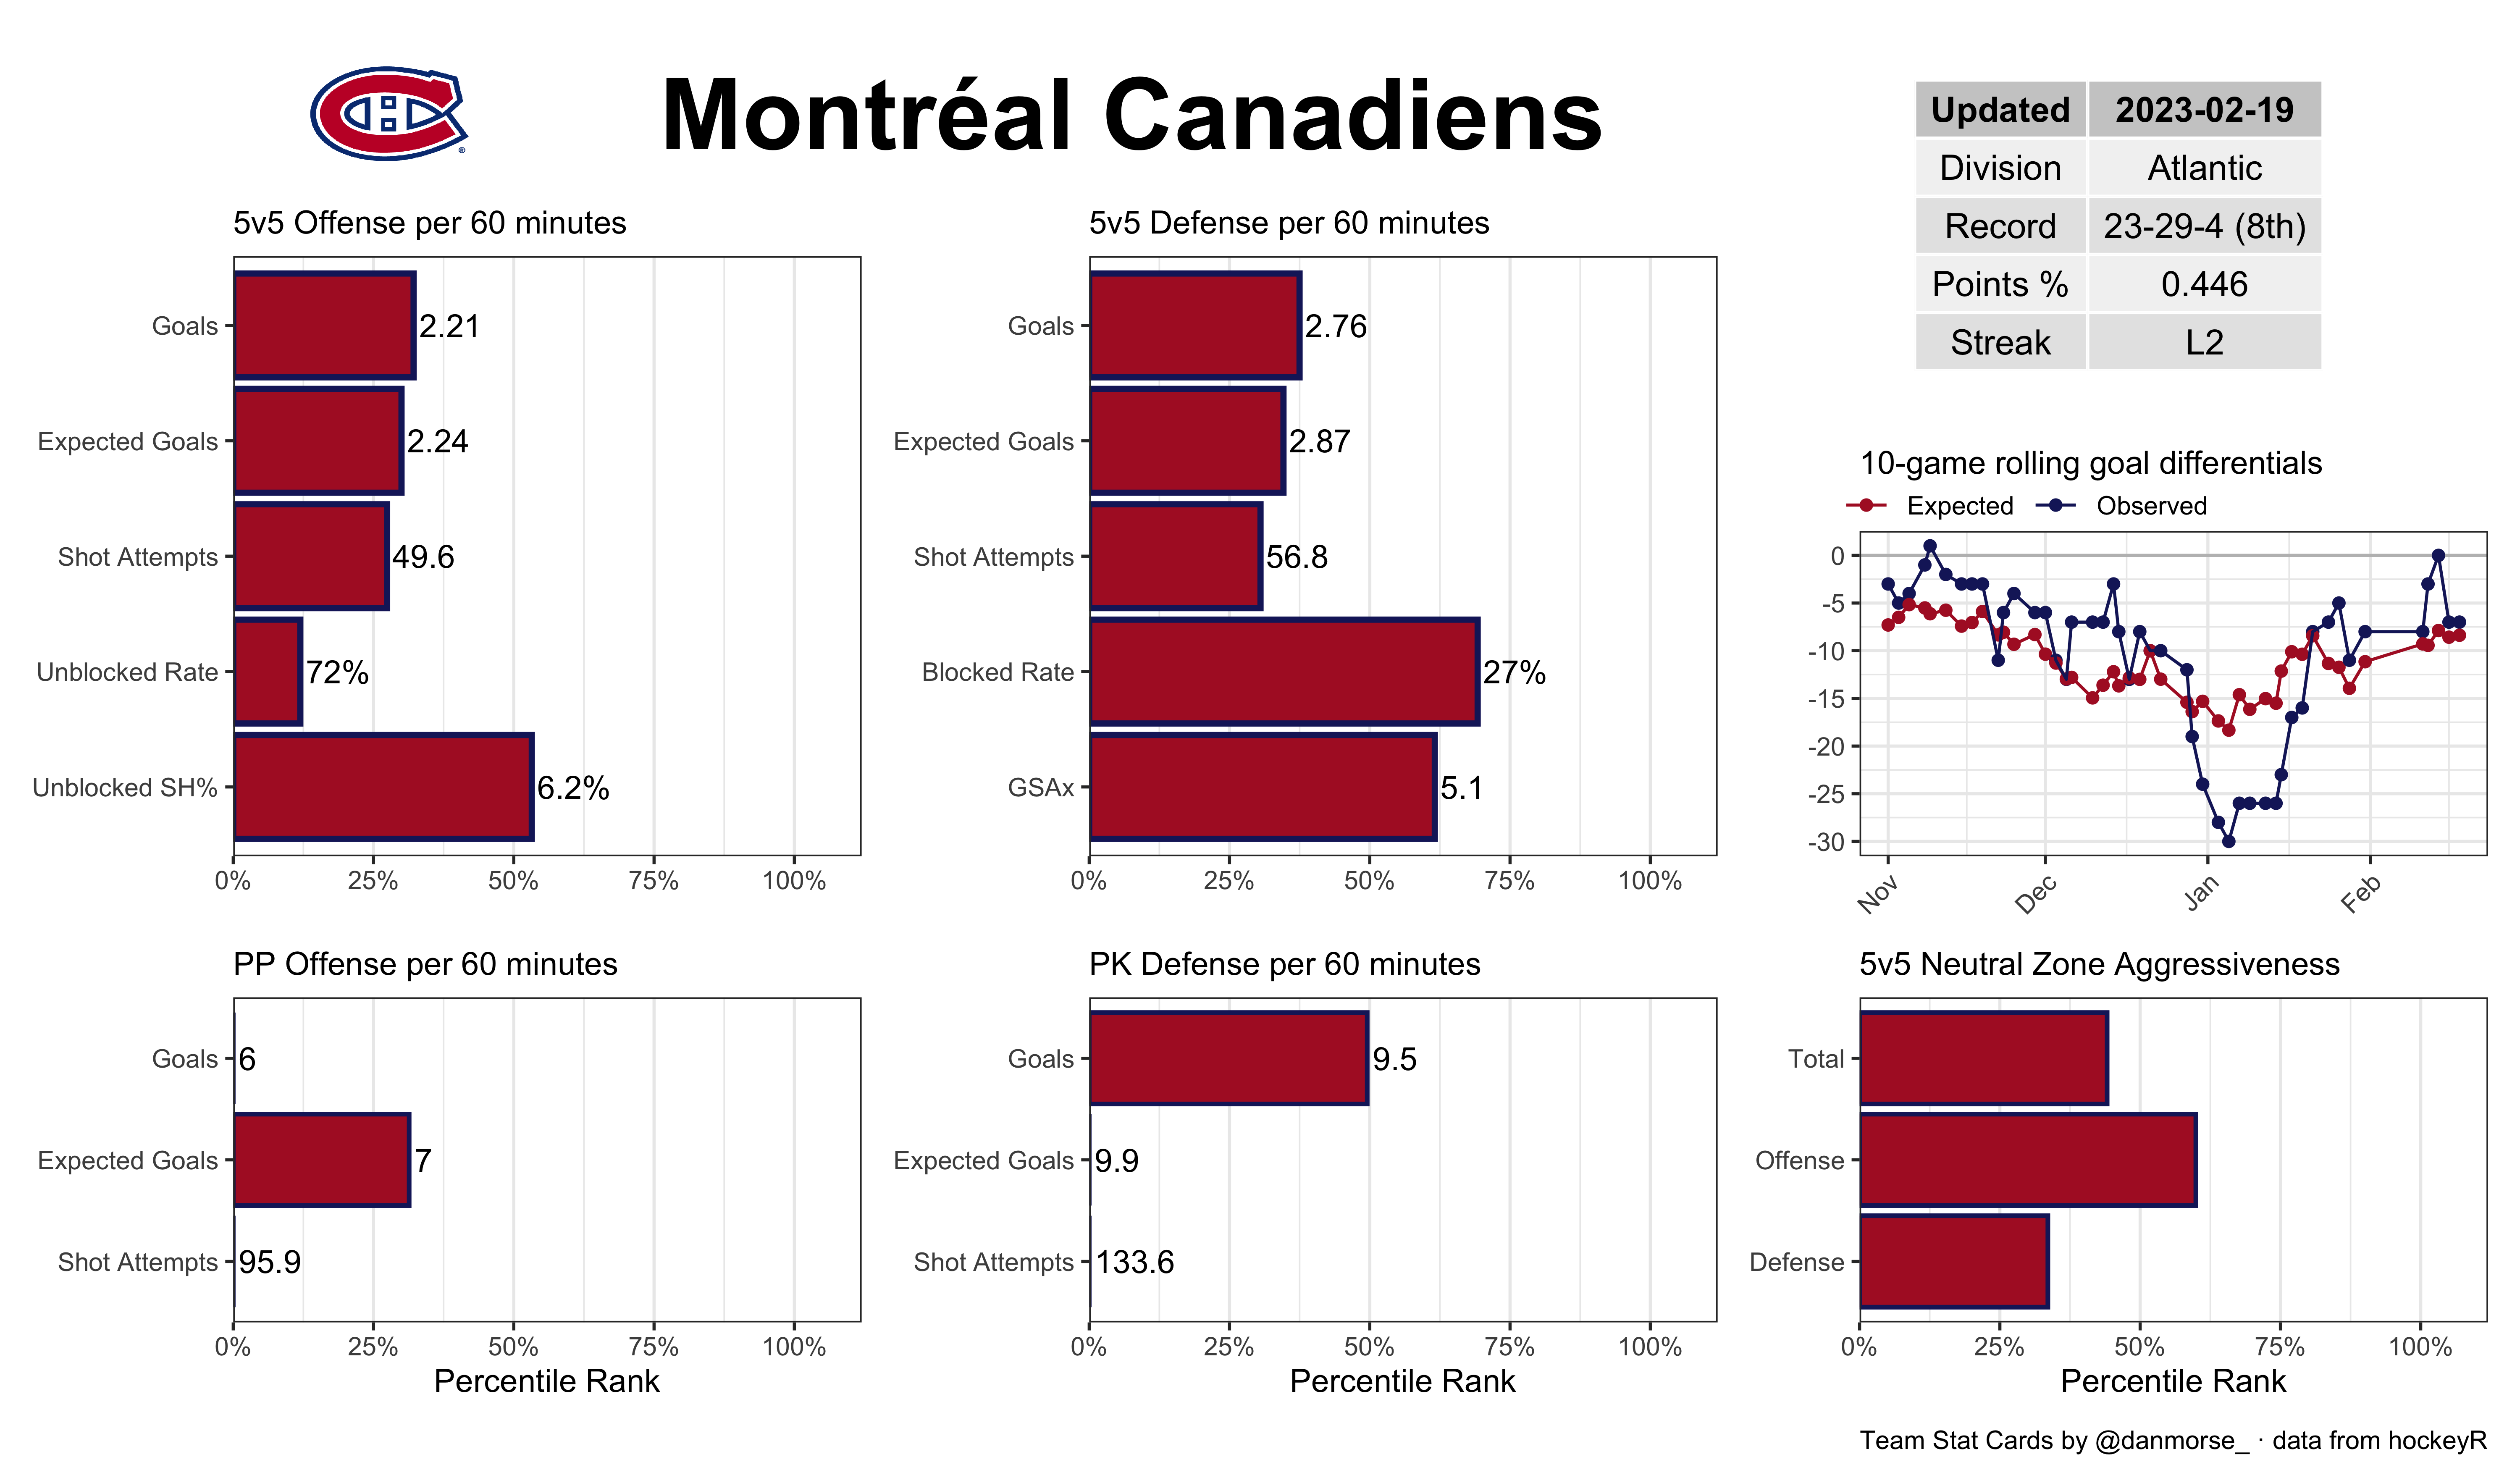 Montréal Canadiens
Updated 2023-02-19
Division Atlantic
Record 23-29-4 (8th)
Points % 0.446
Streak L2
5v5 Offense per 60 minutes
Goals 2.21
Expected Goals 2.24
Shot Attempts 49.6
Unblocked Rate 72%
Unblocked SH% 6.2%
0% 25% 50% 75% 100%
5v5 Defense per 60 minutes
Goals 2.76
Expected Goals 2.87
Shot Attempts 56.8
Blocked Rate 27%
GSAx 5.1
0% 25% 50% 75% 100%
10-game rolling goal differentials
Expected Observed
0
-5
-10
-15
-20
-25
-30
Nov Dec Jan Feb
PP Offense per 60 minutes
Goals 6
Expected Goals 7
Shot Attempts 95.9
0% 25% 50% 75% 100%
Percentile Rank
PK Defense per 60 minutes
Goals 9.5
Expected Goals 9.9
Shot Attempts 133.6
0% 25% 50% 75% 100%
Percentile Rank
5v5 Neutral Zone Aggressiveness
Total
Offense
Defense
0% 25% 50% 75% 100%
Percentile Rank
Team Stat Cards by @danmorse_ · data from hockeyR